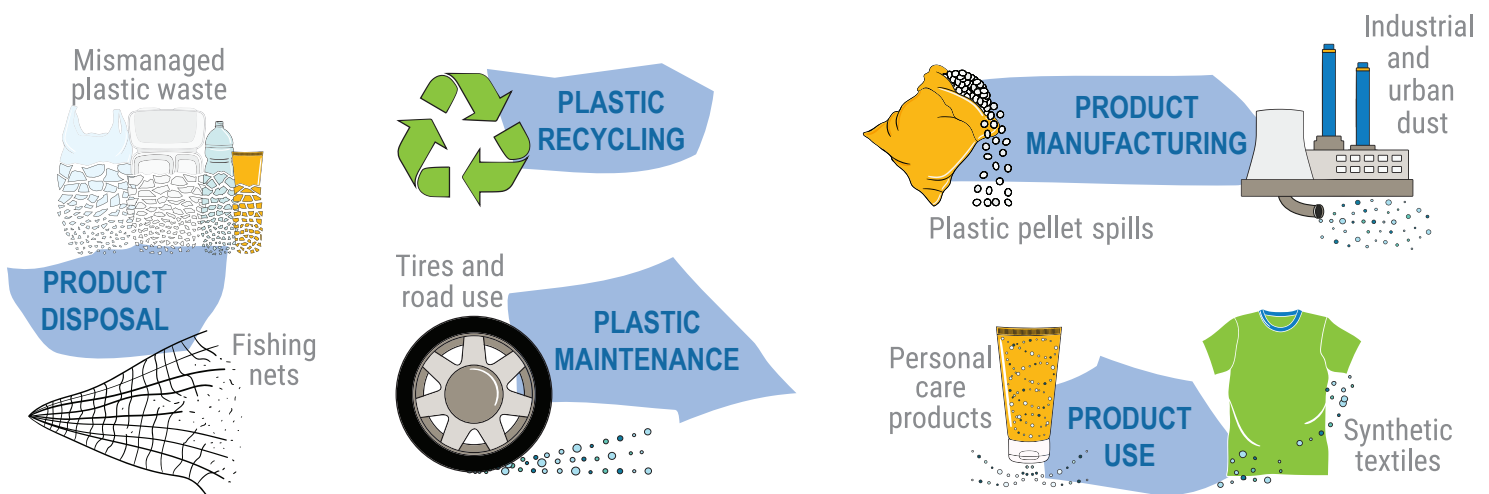 Mismanaged
plastic waste
PRODUCT
DISPOSAL
Fishing
nets
PLASTIC
RECYCLING
Tires and
road use
PLASTIC
MAINTENANCE
PRODUCT
MANUFACTURING
Plastic pellet spills
Industrial
and
urban
dust
Personal
care
products
PRODUCT
USE
Synthetic
textiles